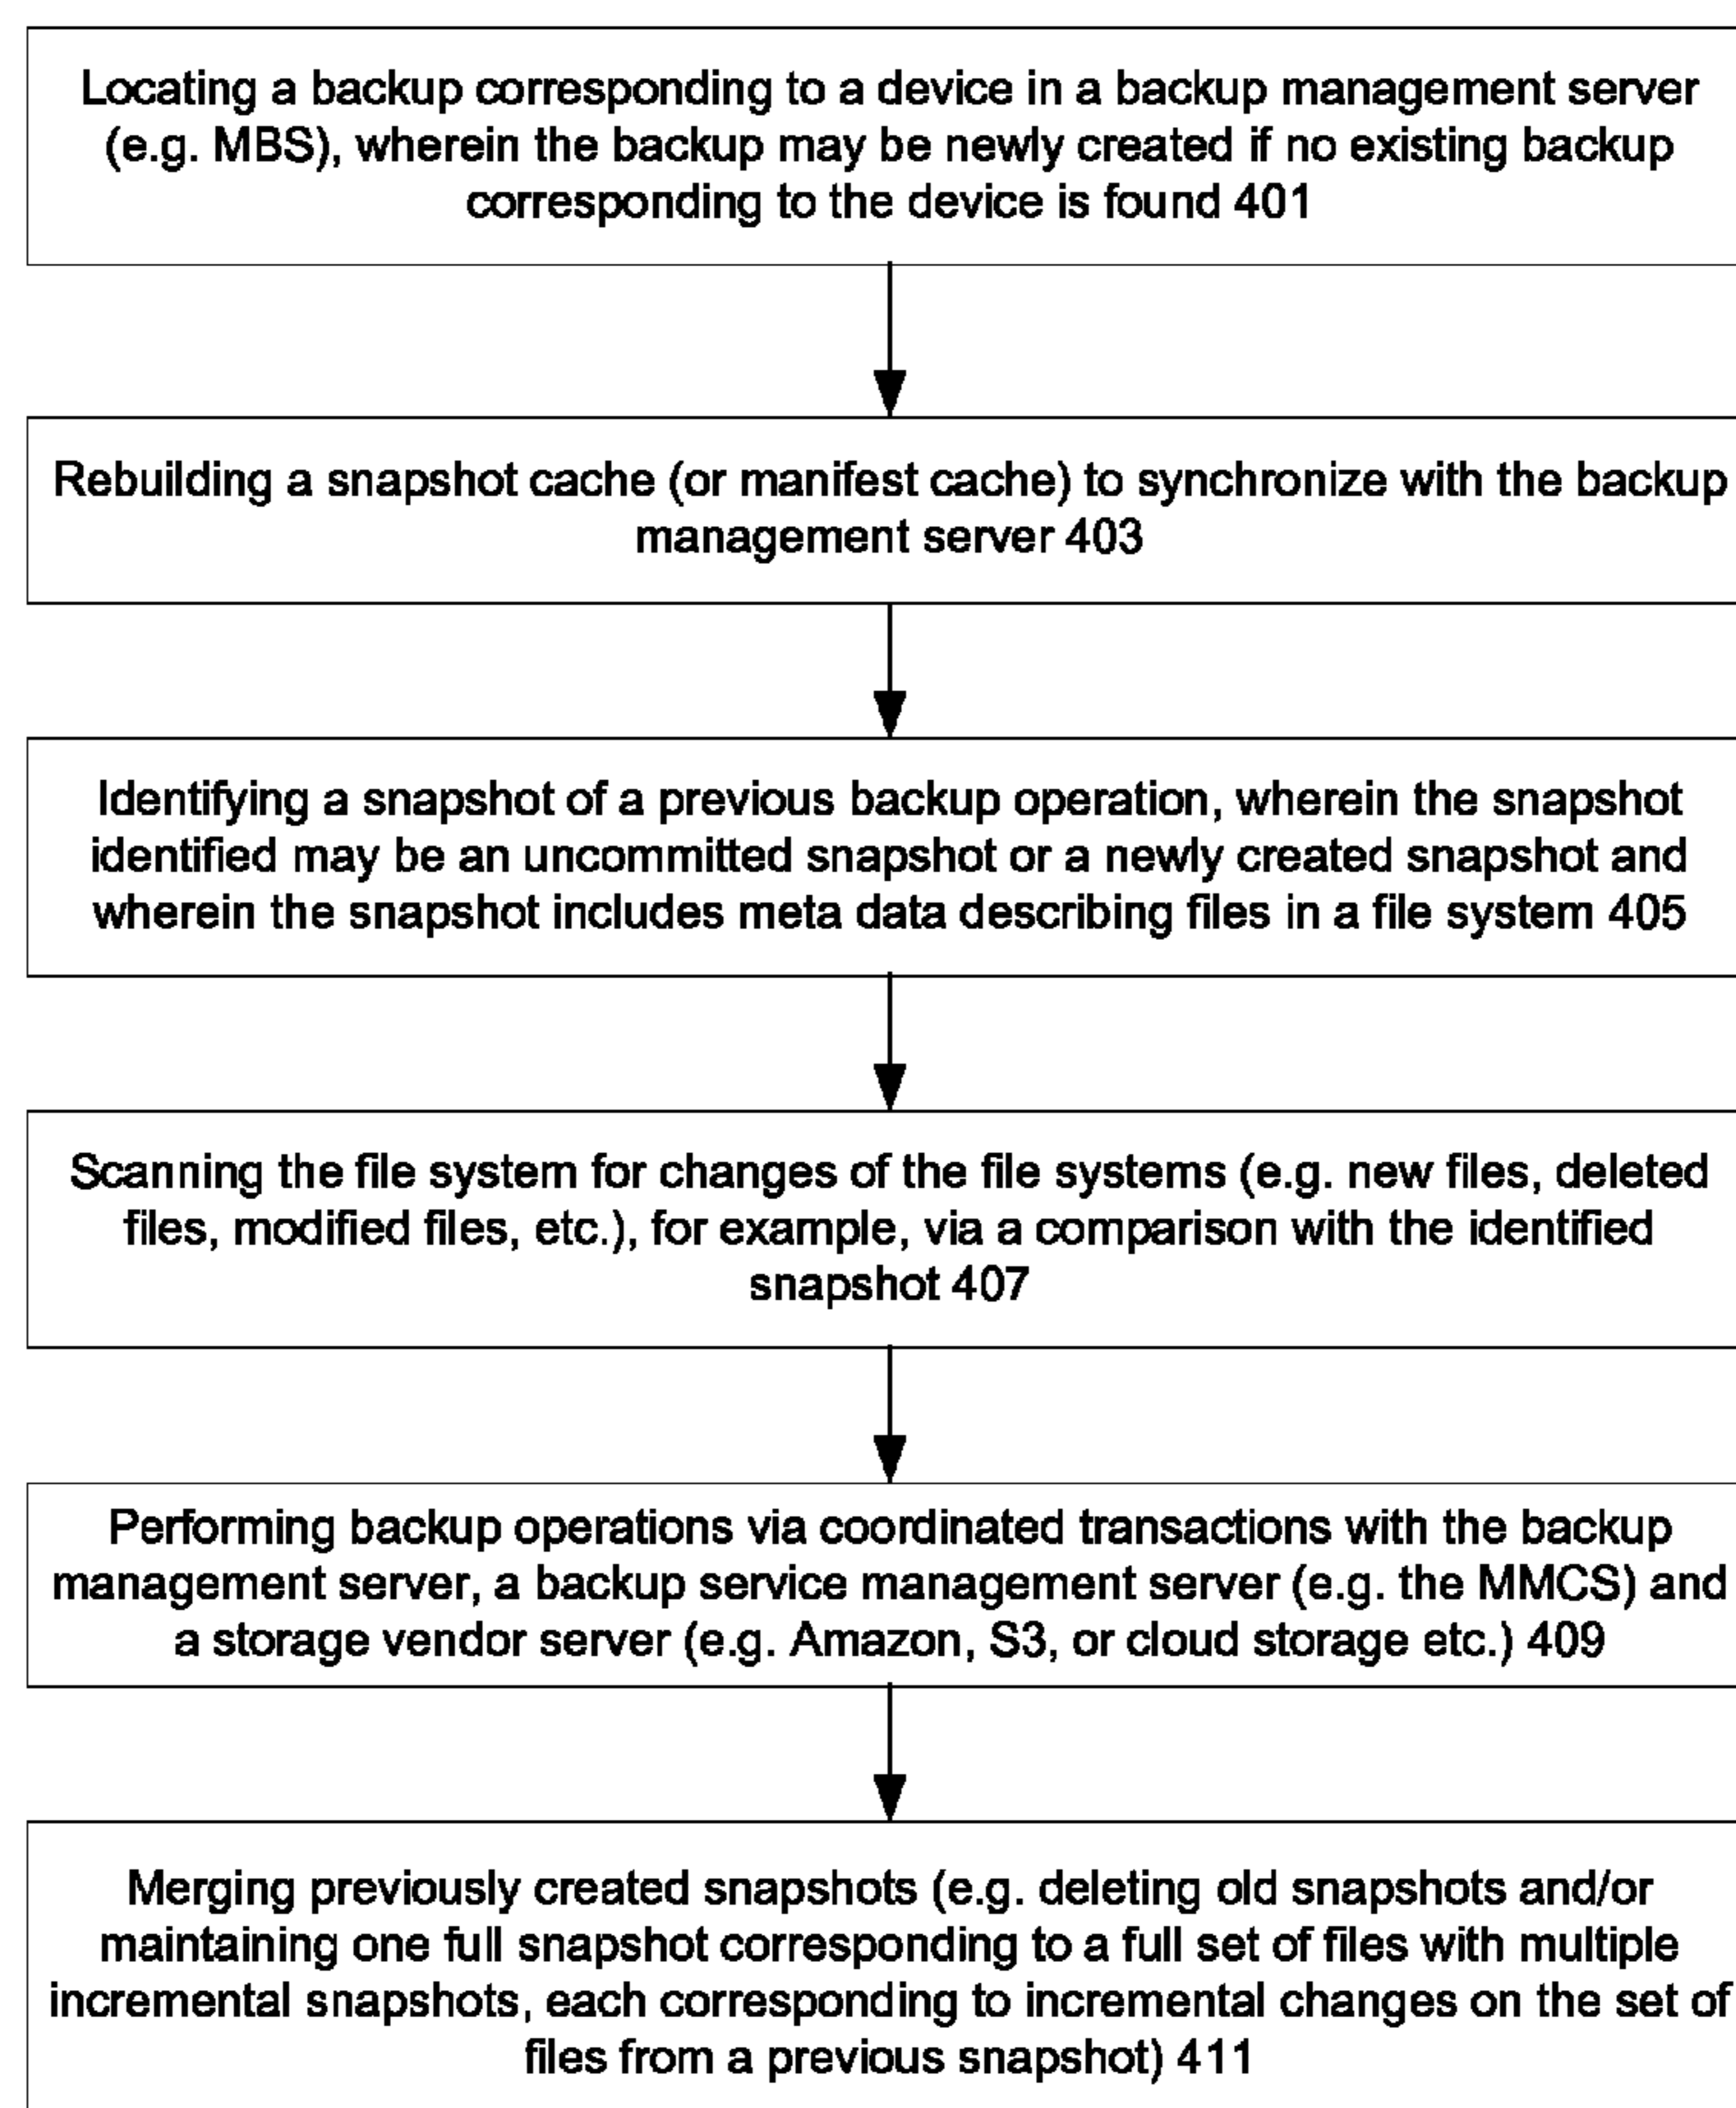 Locating a backup corresponding to a device in a backup management server
(e.g. MBS), wherein the backup may be newly created if no existing backup
corresponding to the device is found 401
Rebuilding a snapshot cache (or manifest cache) to synchronize with the backup
management server 403
Identifying a snapshot of a previous backup operation, wherein the snapshot
identified may be an uncommitted snapshot or a newly created snapshot and
wherein the snapshot includes meta data describing files in a file system 405
Scanning the file system for changes of the file systems (e.g. new files, deleted
files, modified files, etc.), for example, via a comparison with the identified
snapshot 407
Performing backup operations via coordinated transactions with the backup
management server, a backup service management server (e.g. the MMCS) and
a storage vendor server (e.g. Amazon, S3, or cloud storage etc.) 409
Merging previously created snapshots (e.g. deleting old snapshots and/or
maintaining one full snapshot corresponding to a full set of files with multiple
incremental snapshots, each corresponding to incremental changes on the set of
files from a previous snapshot) 411